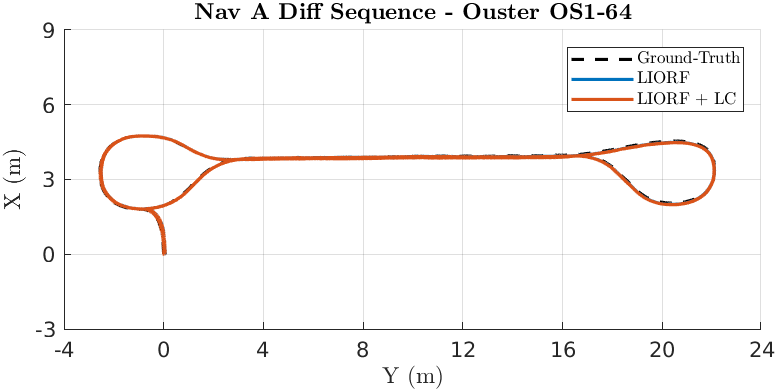 Nav A Diff Sequence - Ouster OS1-64
Ground-Truth
LIORF
LIORF + LC
9
6
3
0
-3
X (m)
-4
0
4
8
12
16
20
24
Y (m)